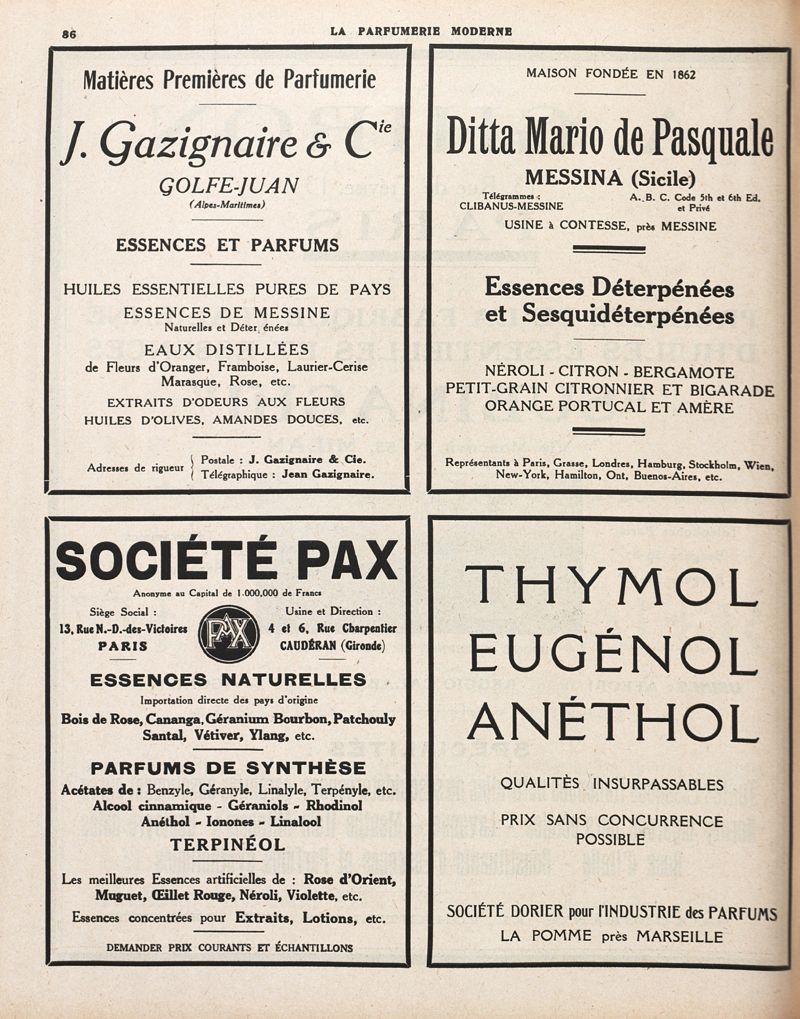 86
LA PARFUMERIE MODERNE
Matières Premières de Parfumerie
J. Gazignaire & Cie
GOLFE-JUAN
(Alpes-Maritimes)
ESSENCES ET PARFUMS
HUILES ESSENTIELLES PURES DE PAYS
ESSENCES DE MESSINE
Naturelles et Déter énées
EAUX DISTILLÉES
de Fleurs d'Oranger, Framboise, Laurier-Cerise
Marasque, Rose, etc.
EXTRAITS D'ODEURS AUX FLEURS
HUILES D'OLIVES, AMANDES DOUCES, etc.
Adresses de rigueur
Postale : J. Gazignaire & Cie.
Télégraphique : Jean Gazignaire.
MAISON FONDÉE EN 1862
Ditta Mario de Pasquale
MESSINA (Sicile)
Télégrammes :
CLIBANUS-MESSINE
A. B. C. Code 5th et 6th Ed.
et Privé
USINE à CONTESSE, près MESSINE
Essences Déterpénées
et Sesquidéterpénées
NÉROLI - CITRON - BERGAMOTE
PETIT-GRAIN CITRONNIER ET BIGARADE
ORANGE PORTUCAL ET AMÈRE
Représentants à Paris, Grasse, Londres, Hamburg, Stockholm, Wien,
New-York, Hamilton, Ont, Buenos-Aires, etc.
SOCIÉTÉ PAX
Anonyme au Capital de 1.000,000 de Francs
Siège Social :
13, Rue N.-D.-des-Victoires
PARIS
PAX
Usine et Direction :
4 et 6, Rue Charpentier
CAUDÉRAN (Gironde)
ESSENCES NATURELLES
Importation directe des pays d'origine
Bois de Rose, Cananga, Géranium Bourbon, Patchouly
Santal, Vétiver, Ylang, etc.
PARFUMS DE SYNTHÈSE
Acétates de : Benzyle, Géranyle, Linalyle, Terpényle, etc.
Alcool cinnamique - Géraniols - Rhodinol
Anéthol - Ionones - Linalool
TERPINÉOL
Les meilleures Essences artificielles de : Rose d'Orient,
Muguet, Œillet Rouge, Néroli, Violette, etc.
Essences concentrées pour Extraits, Lotions, etc.
DEMANDER PRIX COURANTS ET ÉCHANTILLONS
THYMOL
EUGÉNOL
ANÉTHOL
QUALITÈS INSURPASSABLES
PRIX SANS CONCURRENCE
POSSIBLE
SOCIÉTÉ DORIER pour l'INDUSTRIE des PARFUMS
LA POMME près MARSEILLE